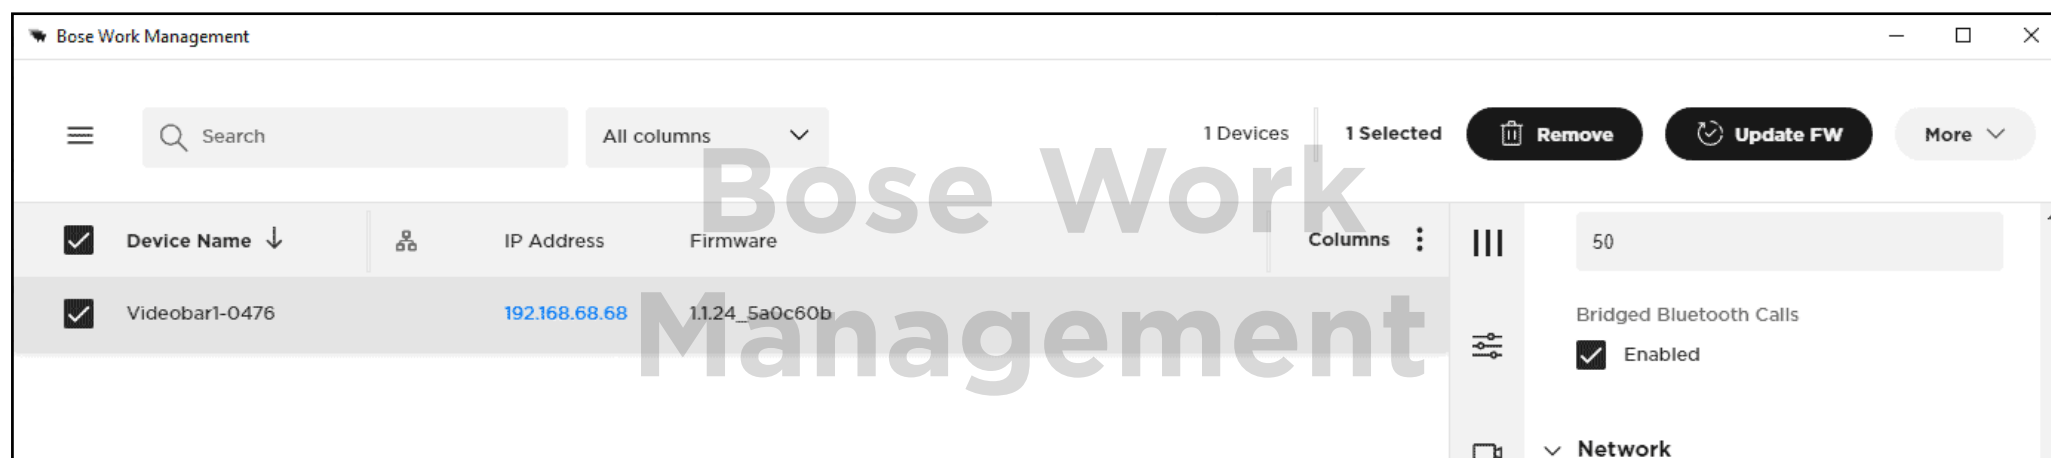 Bose Work Management
Search
All columns
1 Devices
1 Selected
Remove
Update FW
More
Bose Work
Management
Device Name
IP Address
Firmware
Columns
50
Videobar1-0476
192.168.68.68
1.1.24_5a0c60b
Bridged Bluetooth Calls
Enabled
Network